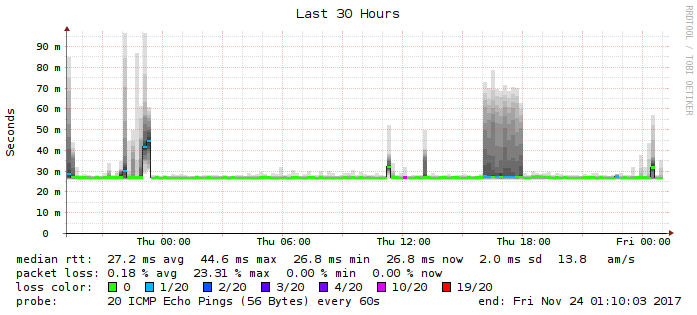 Last 30 Hours
RRDTOOL / TOBI OETIKER
Seconds
90 m
80 m
70 m
60 m
50 m
40 m
30 m
20 m
10 m
0
Thu 00:00 Thu 06:00 Thu 12:00 Thu 18:00 Fri 00:00
median rtt: 27.2 ms avg 44.6 ms max 26.8 ms min 26.8 ms now 2.0 ms sd 13.8 am/s
packet loss: 0.18 % avg 23.31 % max 0.00 % min 0.00 % now
loss color: 0 1/20 2/20 3/20 4/20 10/20 19/20
probe: 20 ICMP Echo Pings (56 Bytes) every 60s end: Fri Nov 24 01:10:03 2017